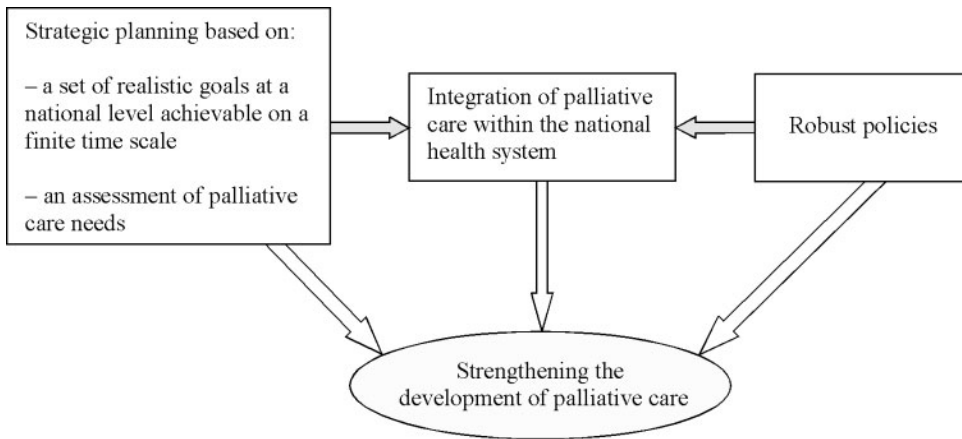 Strategic planning based on:
– a set of realistic goals at a
national level achievable on a
finite time scale
– an assessment of palliative
care needs
Integration of palliative
care within the national
health system
Robust policies
Strengthening the
development of palliative care